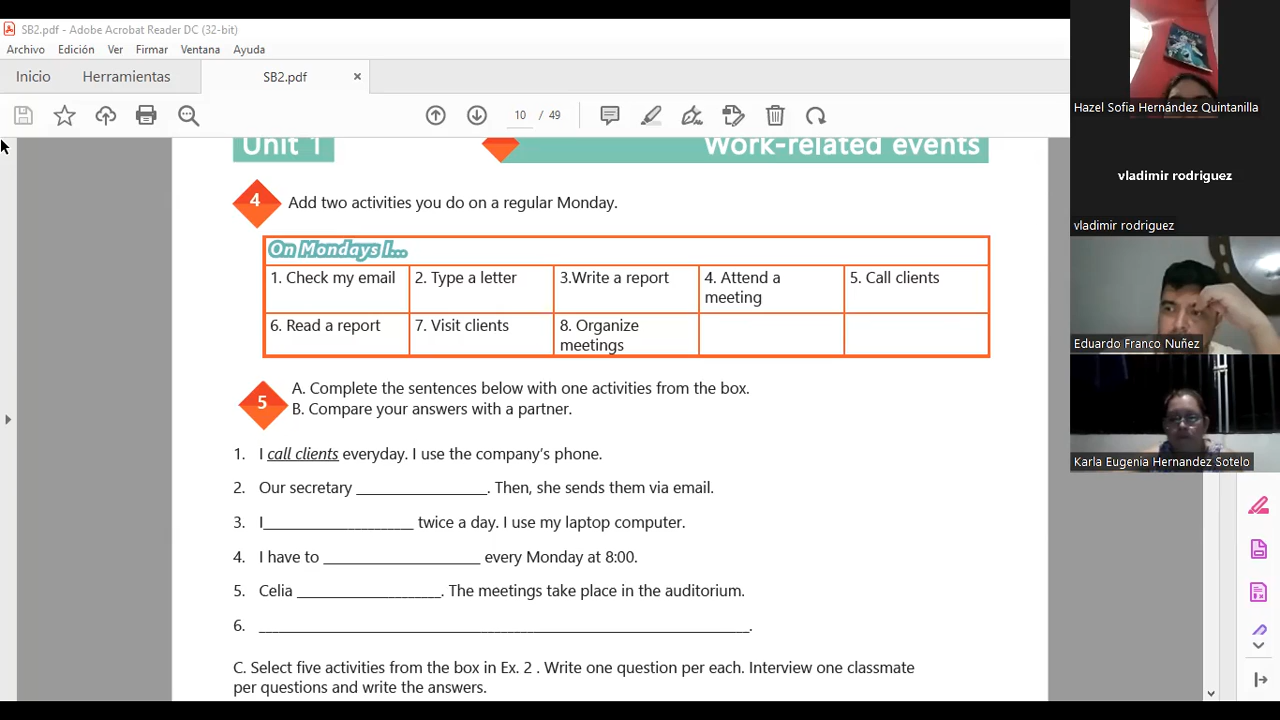 SB2.pdf - Adobe Acrobat Reader DC (32-bit)
Archivo Edición Ver Firmar Ventana Ayuda
Inicio Herramientas SB2.pdf ×
10 / 49
Unit 1 Work-related events
4 Add two activities you do on a regular Monday.
On Mondays I...
1. Check my email 2. Type a letter 3.Write a report 4. Attend a meeting 5. Call clients
6. Read a report 7. Visit clients 8. Organize meetings
5 A. Complete the sentences below with one activities from the box.
B. Compare your answers with a partner.
1. I call clients everyday. I use the company's phone.
2. Our secretary ________________. Then, she sends them via email.
3. I___________________ twice a day. I use my laptop computer.
4. I have to ___________________ every Monday at 8:00.
5. Celia __________________. The meetings take place in the auditorium.
6. ______________________________________________________________.
C. Select five activities from the box in Ex. 2 . Write one question per each. Interview one classmate
per questions and write the answers.
Hazel Sofia Hernández Quintanilla
vladimir rodriguez
vladimir rodriguez
Eduardo Franco Nuñez
Karla Eugenia Hernandez Sotelo